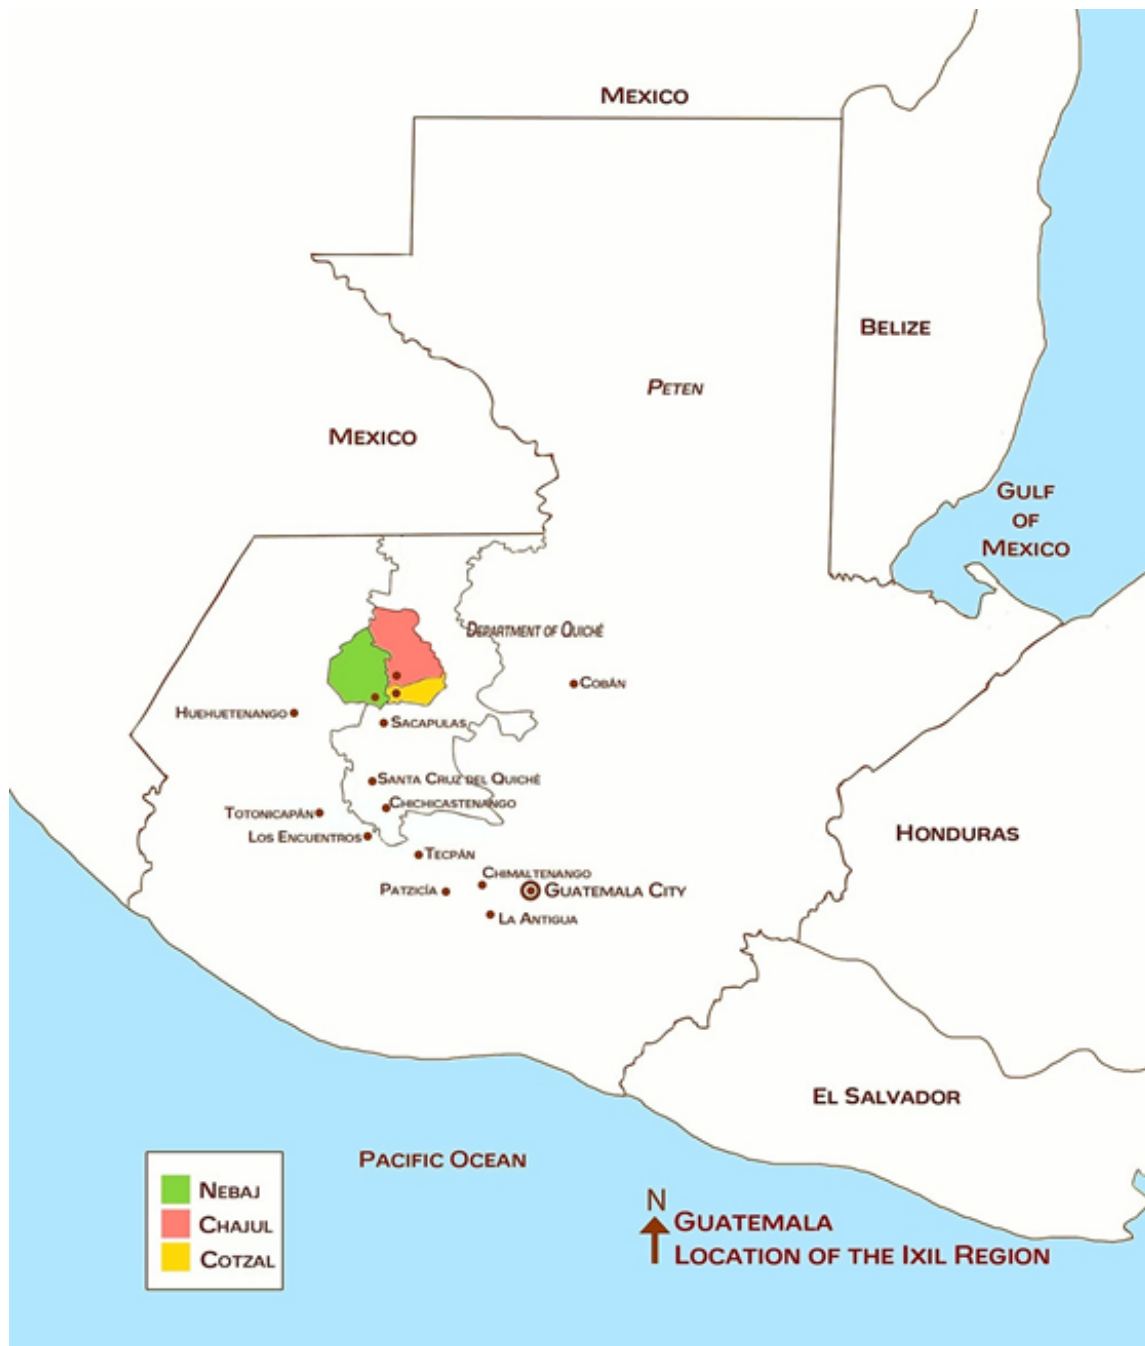 MEXICO
BELIZE
PETEN
MEXICO
GULF
OF
MEXICO
DEPARTMENT OF QUICHÉ
COBÁN
HUEHUETENANGO
SACAPULAS
SANTA CRUZ DEL QUICHÉ
CHICHICASTENANGO
TOTONICAPÁN
LOS ENCUENTROS
HONDURAS
TECPÁN
CHIMALTENANGO
PATZICÍA
GUATEMALA CITY
LA ANTIGUA
EL SALVADOR
PACIFIC OCEAN
NEBAJ
CHAJUL
COTZAL
N
GUATEMALA
LOCATION OF THE IXIL REGION